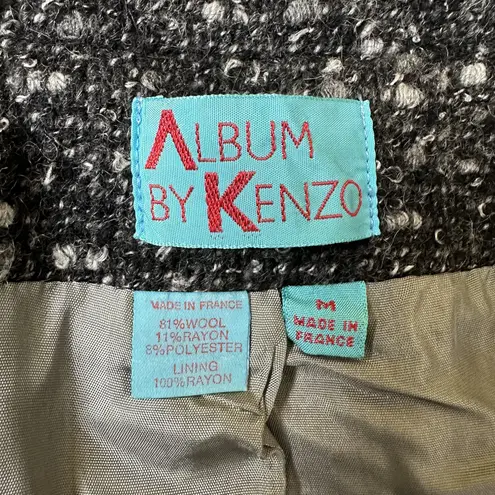 ALBUM
BY KENZO
MADE IN FRANCE
81%WOOL
11%RAYON
8%POLYESTER
LINING
100%RAYON
M
MADE IN
FRANCE